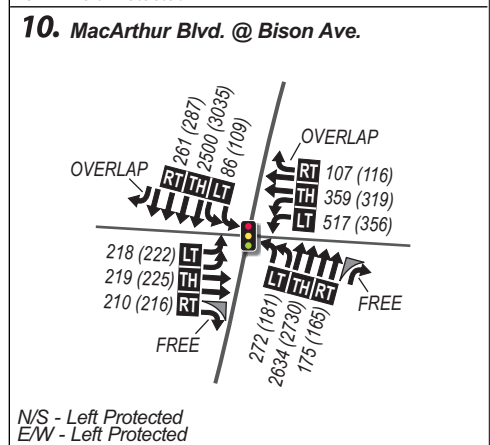 10. MacArthur Blvd. @ Bison Ave.
261 (287)
2500 (3035)
86 (109)
OVERLAP
RT TH LT
OVERLAP
RT 107 (116)
TH 359 (319)
LT 517 (356)
218 (222) LT
219 (225) TH
210 (216) RT
FREE
LT TH RT
272 (181)
2634 (2730)
175 (165)
FREE
N/S - Left Protected
E/W - Left Protected